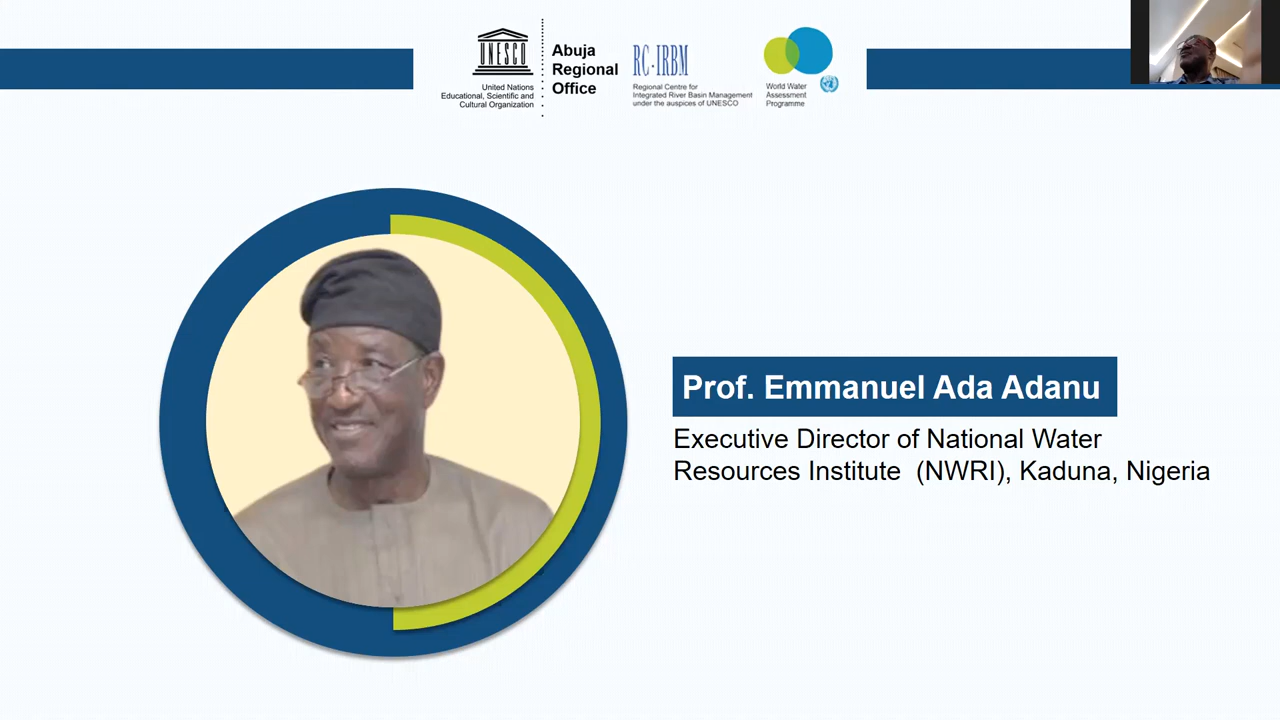 UNESCO
United Nations
Educational, Scientific and
Cultural Organization
Abuja
Regional
Office
RC-IRBM
Regional Centre for
Integrated River Basin Management
under the auspices of UNESCO
World Water
Assessment
Programme
Prof. Emmanuel Ada Adanu
Executive Director of National Water
Resources Institute (NWRI), Kaduna, Nigeria